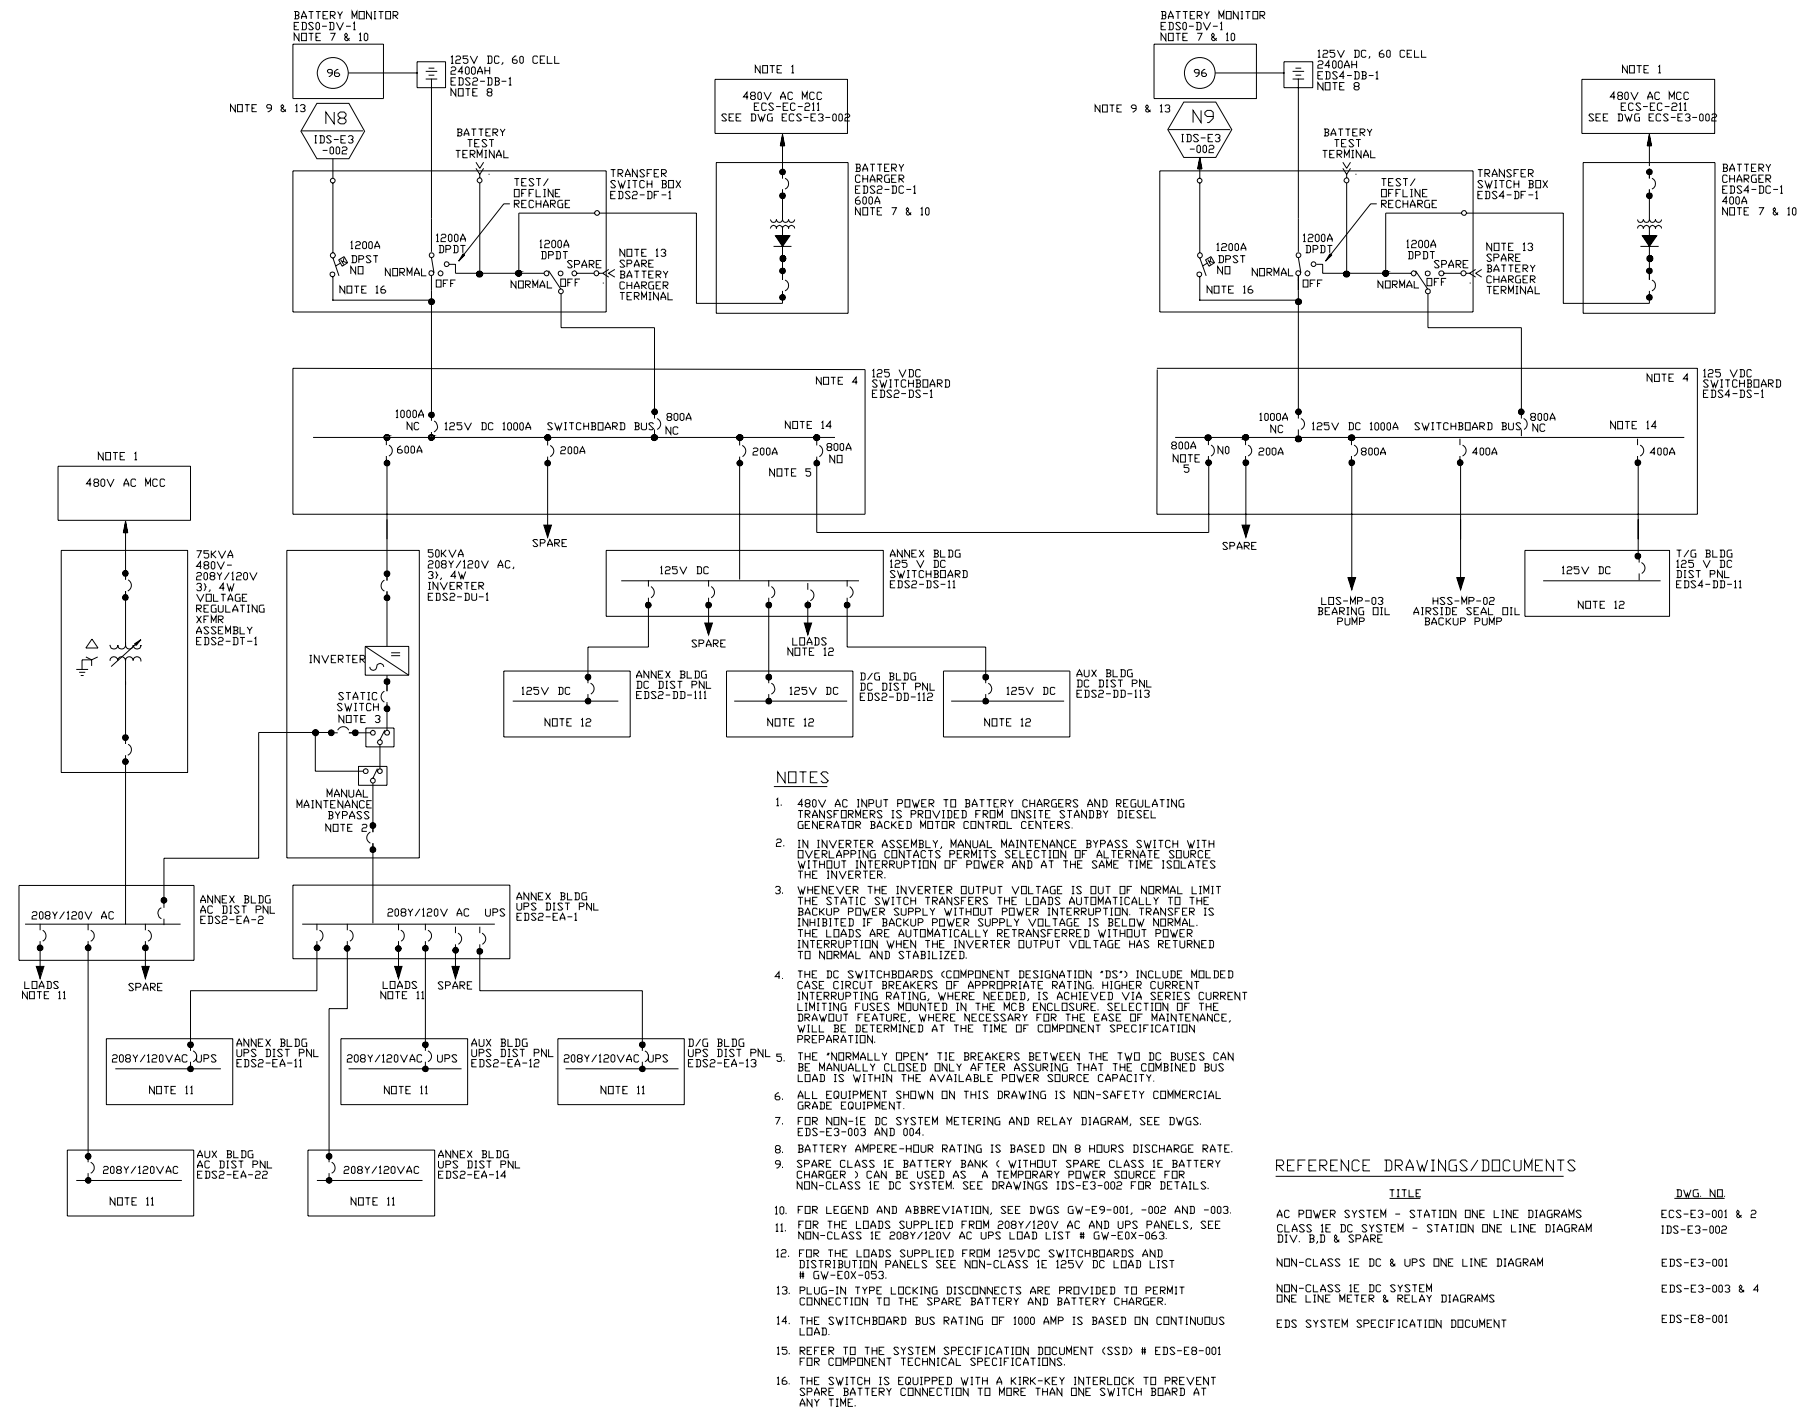 BATTERY MONITOR
EDS0-DV-1
NOTE 7 & 10
96
125V DC, 60 CELL
2400AH
EDS2-DB-1
NOTE 8
NOTE 9 & 13
N8
IDS-E3
-002
BATTERY
TEST
TERMINAL
NOTE 1
480V AC MCC
ECS-EC-211
SEE DWG ECS-E3-002
TRANSFER
SWITCH BOX
EDS2-DF-1
TEST/
OFFLINE
RECHARGE
BATTERY
CHARGER
EDS2-DC-1
600A
NOTE 7 & 10
1200A
DPST
NO
NOTE 16
1200A
DPDT
NORMAL
OFF
1200A
DPDT
SPARE
OFF
NORMAL
NOTE 13
SPARE
BATTERY
CHARGER
TERMINAL
BATTERY MONITOR
EDS0-DV-1
NOTE 7 & 10
96
125V DC, 60 CELL
2400AH
EDS4-DB-1
NOTE 8
NOTE 9 & 13
N9
IDS-E3
-002
BATTERY
TEST
TERMINAL
NOTE 1
480V AC MCC
ECS-EC-211
SEE DWG ECS-E3-002
TRANSFER
SWITCH BOX
EDS4-DF-1
TEST/
OFFLINE
RECHARGE
BATTERY
CHARGER
EDS4-DC-1
400A
NOTE 7 & 10
1200A
DPST
NO
NOTE 16
1200A
DPDT
NORMAL
OFF
1200A
DPDT
SPARE
OFF
NORMAL
NOTE 13
SPARE
BATTERY
CHARGER
TERMINAL
NOTE 4
125 VDC
SWITCHBOARD
EDS2-DS-1
1000A
NC
125V DC 1000A SWITCHBOARD BUS
800A
NC
NOTE 14
600A
200A
200A
800A
NO
NOTE 5
SPARE
NOTE 4
125 VDC
SWITCHBOARD
EDS4-DS-1
1000A
NC
125V DC 1000A SWITCHBOARD BUS
800A
NC
NOTE 14
800A
NOTE
5
NO
200A
800A
400A
400A
SPARE
LOS-MP-03
BEARING OIL
PUMP
HSS-MP-02
AIRSIDE SEAL OIL
BACKUP PUMP
125V DC
NOTE 12
T/G BLDG
125 V DC
DIST PNL
EDS4-DD-11
NOTE 1
480V AC MCC
75KVA
480V-
208Y/120V
3}, 4W
VOLTAGE
REGULATING
XFMR
ASSEMBLY
EDS2-DT-1
50KVA
208Y/120V AC,
3}, 4W
INVERTER
EDS2-DU-1
INVERTER
STATIC
SWITCH
NOTE 3
MANUAL
MAINTENANCE
BYPASS
NOTE 2
125V DC
ANNEX BLDG
125 V DC
SWITCHBOARD
EDS2-DS-11
SPARE
LOADS
NOTE 12
125V DC
NOTE 12
ANNEX BLDG
DC DIST PNL
EDS2-DD-111
125V DC
NOTE 12
D/G BLDG
DC DIST PNL
EDS2-DD-112
125V DC
NOTE 12
AUX BLDG
DC DIST PNL
EDS2-DD-113
208Y/120V AC
ANNEX BLDG
AC DIST PNL
EDS2-EA-2
LOADS
NOTE 11
SPARE
208Y/120V AC UPS
ANNEX BLDG
UPS DIST PNL
EDS2-EA-1
LOADS
NOTE 11
SPARE
208Y/120VAC UPS
NOTE 11
ANNEX BLDG
UPS DIST PNL
EDS2-EA-11
208Y/120VAC UPS
NOTE 11
AUX BLDG
UPS DIST PNL
EDS2-EA-12
208Y/120VAC UPS
NOTE 11
D/G BLDG
UPS DIST PNL
EDS2-EA-13
208Y/120VAC
NOTE 11
AUX BLDG
AC DIST PNL
EDS2-EA-22
208Y/120VAC
NOTE 11
ANNEX BLDG
UPS DIST PNL
EDS2-EA-14
NOTES
1. 480V AC INPUT POWER TO BATTERY CHARGERS AND REGULATING
TRANSFORMERS IS PROVIDED FROM ONSITE STANDBY DIESEL
GENERATOR BACKED MOTOR CONTROL CENTERS.
2. IN INVERTER ASSEMBLY, MANUAL MAINTENANCE BYPASS SWITCH WITH
OVERLAPPING CONTACTS PERMITS SELECTION OF ALTERNATE SOURCE
WITHOUT INTERRUPTION OF POWER AND AT THE SAME TIME ISOLATES
THE INVERTER.
3. WHENEVER THE INVERTER OUTPUT VOLTAGE IS OUT OF NORMAL LIMIT
THE STATIC SWITCH TRANSFERS THE LOADS AUTOMATICALLY TO THE
BACKUP POWER SUPPLY WITHOUT POWER INTERRUPTION. TRANSFER IS
INHIBITED IF BACKUP POWER SUPPLY VOLTAGE IS BELOW NORMAL.
THE LOADS ARE AUTOMATICALLY RETRANSFERRED WITHOUT POWER
INTERRUPTION WHEN THE INVERTER OUTPUT VOLTAGE HAS RETURNED
TO NORMAL AND STABILIZED.
4. THE DC SWITCHBOARDS (COMPONENT DESIGNATION "DS") INCLUDE MOLDED
CASE CIRCUT BREAKERS OF APPROPRIATE RATING. HIGHER CURRENT
INTERRUPTING RATING, WHERE NEEDED, IS ACHIEVED VIA SERIES CURRENT
LIMITING FUSES MOUNTED IN THE MCB ENCLOSURE. SELECTION OF THE
DRAWOUT FEATURE, WHERE NECESSARY FOR THE EASE OF MAINTENANCE,
WILL BE DETERMINED AT THE TIME OF COMPONENT SPECIFICATION
PREPARATION.
5. THE "NORMALLY OPEN" TIE BREAKERS BETWEEN THE TWO DC BUSES CAN
BE MANUALLY CLOSED ONLY AFTER ASSURING THAT THE COMBINED BUS
LOAD IS WITHIN THE AVAILABLE POWER SOURCE CAPACITY.
6. ALL EQUIPMENT SHOWN ON THIS DRAWING IS NON-SAFETY COMMERCIAL
GRADE EQUIPMENT.
7. FOR NON-1E DC SYSTEM METERING AND RELAY DIAGRAM, SEE DWGS.
EDS-E3-003 AND 004.
8. BATTERY AMPERE-HOUR RATING IS BASED ON 8 HOURS DISCHARGE RATE.
9. SPARE CLASS 1E BATTERY BANK ( WITHOUT SPARE CLASS 1E BATTERY
CHARGER ) CAN BE USED AS A TEMPORARY POWER SOURCE FOR
NON-CLASS 1E DC SYSTEM. SEE DRAWINGS IDS-E3-002 FOR DETAILS.
10. FOR LEGEND AND ABBREVIATION, SEE DWGS GW-E9-001, -002 AND -003.
11. FOR THE LOADS SUPPLIED FROM 208Y/120V AC AND UPS PANELS, SEE
NON-CLASS 1E 208Y/120V AC UPS LOAD LIST # GW-E0X-063.
12. FOR THE LOADS SUPPLIED FROM 125VDC SWITCHBOARDS AND
DISTRIBUTION PANELS SEE NON-CLASS 1E 125V DC LOAD LIST
# GW-E0X-053.
13. PLUG-IN TYPE LOCKING DISCONNECTS ARE PROVIDED TO PERMIT
CONNECTION TO THE SPARE BATTERY AND BATTERY CHARGER.
14. THE SWITCHBOARD BUS RATING OF 1000 AMP IS BASED ON CONTINUOUS
LOAD.
15. REFER TO THE SYSTEM SPECIFICATION DOCUMENT (SSD) # EDS-E8-001
FOR COMPONENT TECHNICAL SPECIFICATIONS.
16. THE SWITCH IS EQUIPPED WITH A KIRK-KEY INTERLOCK TO PREVENT
SPARE BATTERY CONNECTION TO MORE THAN ONE SWITCH BOARD AT
ANY TIME.
REFERENCE DRAWINGS/DOCUMENTS
TITLE DWG. NO.
AC POWER SYSTEM - STATION ONE LINE DIAGRAMS ECS-E3-001 & 2
CLASS 1E DC SYSTEM - STATION ONE LINE DIAGRAM IDS-E3-002
DIV. B,D & SPARE
NON-CLASS 1E DC & UPS ONE LINE DIAGRAM EDS-E3-001
NON-CLASS 1E DC SYSTEM EDS-E3-003 & 4
ONE LINE METER & RELAY DIAGRAMS
EDS SYSTEM SPECIFICATION DOCUMENT EDS-E8-001